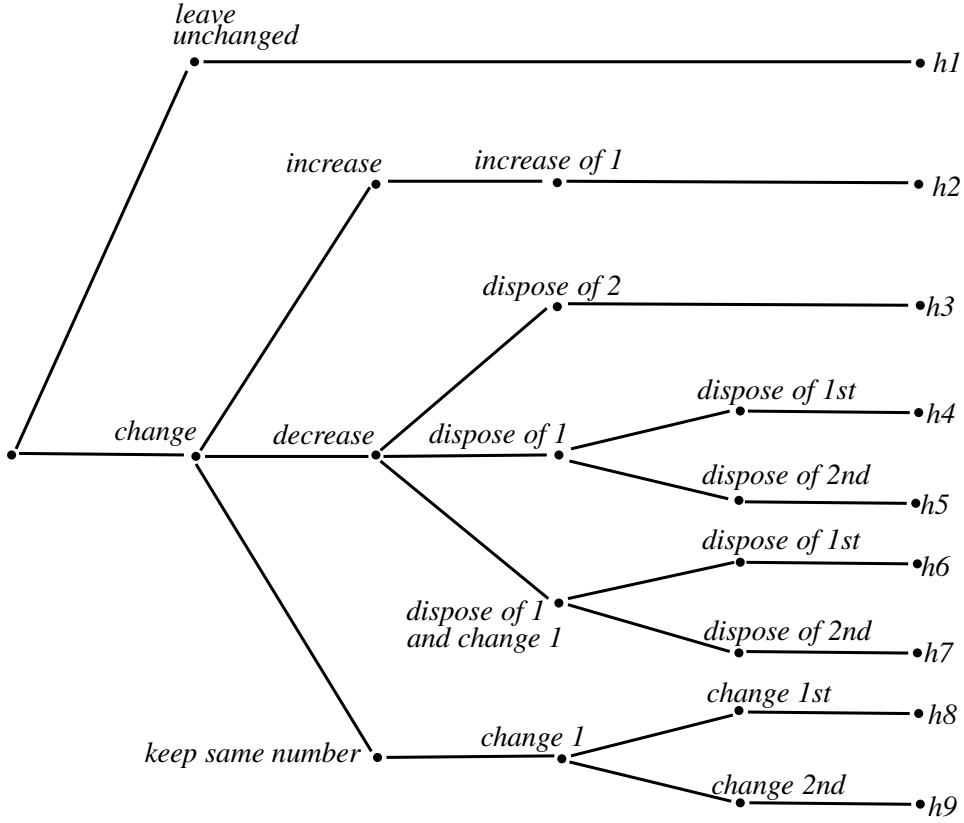 leave
unchanged
h1
increase
increase of 1
h2
dispose of 2
h3
dispose of 1st
h4
change
decrease
dispose of 1
dispose of 2nd
h5
dispose of 1st
h6
dispose of 1
and change 1
dispose of 2nd
h7
change 1st
h8
keep same number
change 1
change 2nd
h9